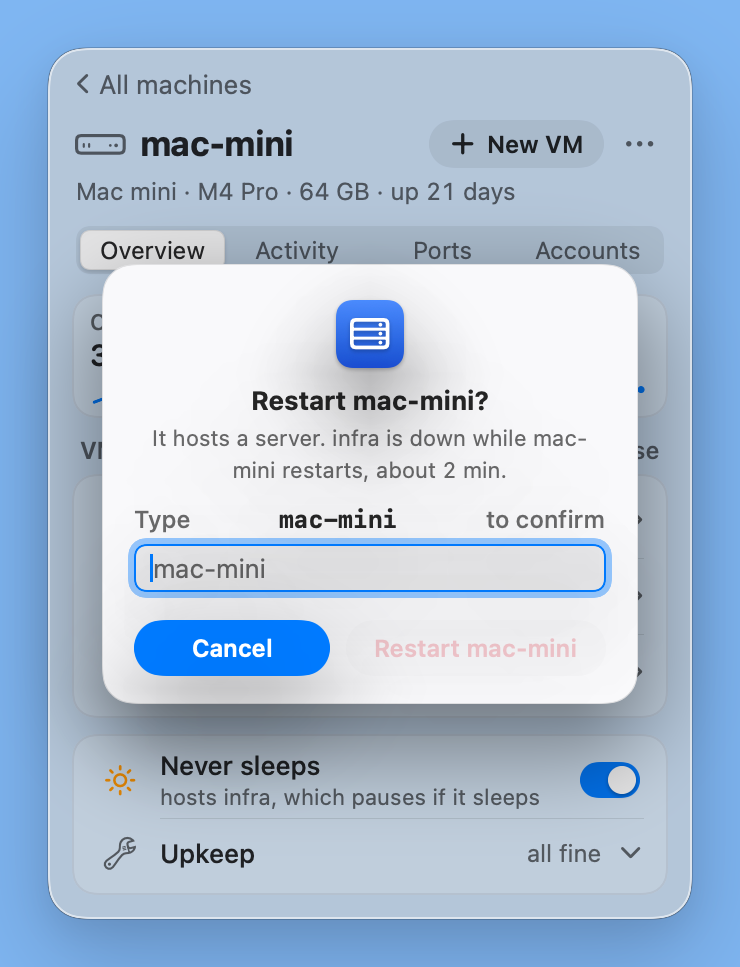 All machines
mac-mini
New VM
Mac mini · M4 Pro · 64 GB · up 21 days
Overview Activity Ports Accounts
Restart mac-mini?
It hosts a server. infra is down while mac-
mini restarts, about 2 min.
Type mac-mini to confirm
mac-mini
Cancel Restart mac-mini
Never sleeps
hosts infra, which pauses if it sleeps
Upkeep all fine